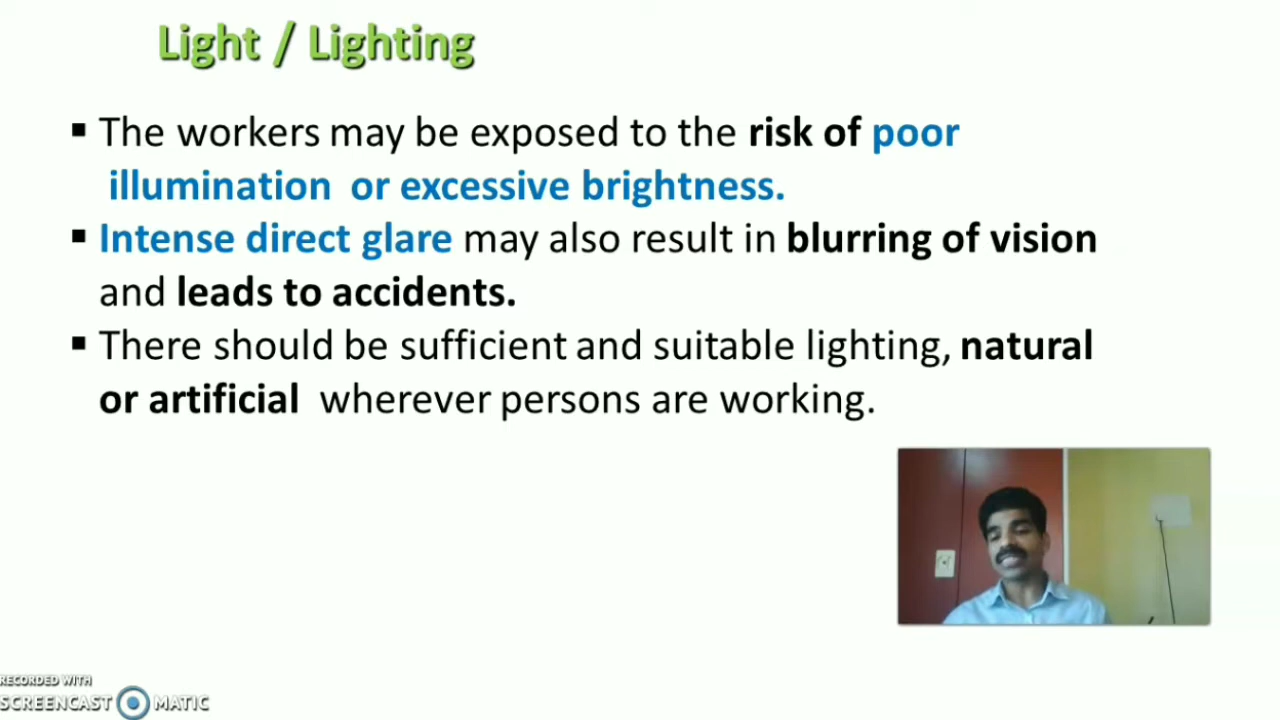 Light / Lighting
▪ The workers may be exposed to the risk of poor
illumination or excessive brightness.
▪ Intense direct glare may also result in blurring of vision
and leads to accidents.
▪ There should be sufficient and suitable lighting, natural
or artificial wherever persons are working.
RECORDED WITH
SCREENCAST MATIC